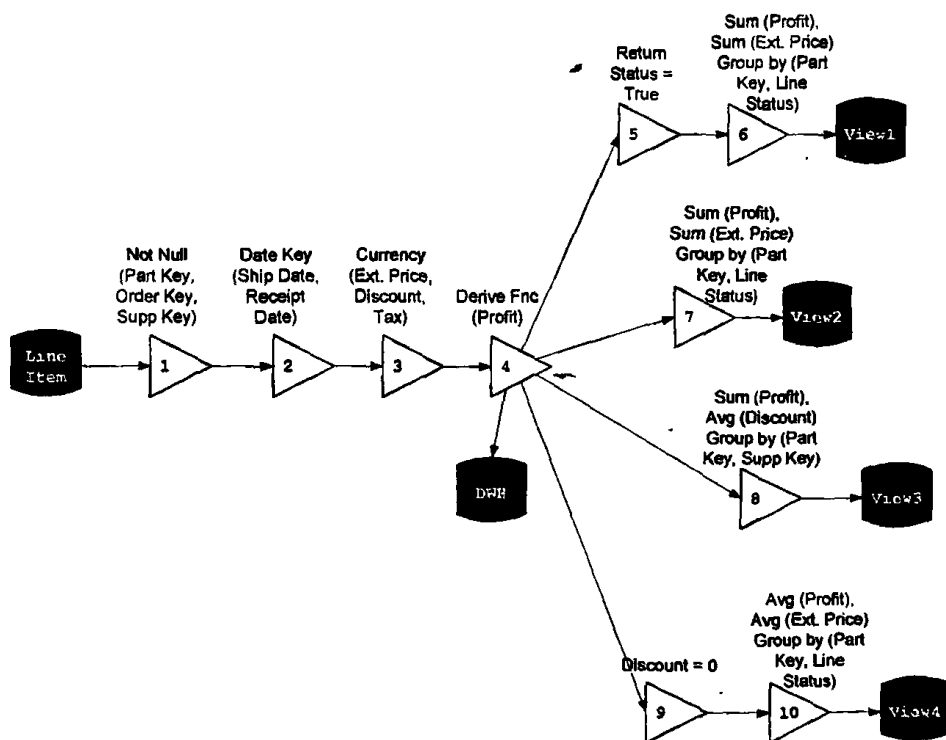 Sum (Profit),
Sum (Ext. Price)
Group by (Part
Key, Line
Status)
Return
Status =
True
5
6
View1
Sum (Profit),
Sum (Ext. Price)
Group by (Part
Key, Line
Status)
7
View2
Not Null
(Part Key,
Order Key,
Supp Key)
Date Key
(Ship Date,
Receipt
Date)
Currency
(Ext. Price,
Discount,
Tax)
Derive Fnc
(Profit)
Line
Item
1
2
3
4
Sum (Profit),
Avg (Discount)
Group by (Part
Key, Supp Key)
DWH
8
View3
Avg (Profit),
Avg (Ext. Price)
Group by (Part
Key, Line
Status)
Discount = 0
9
10
View4